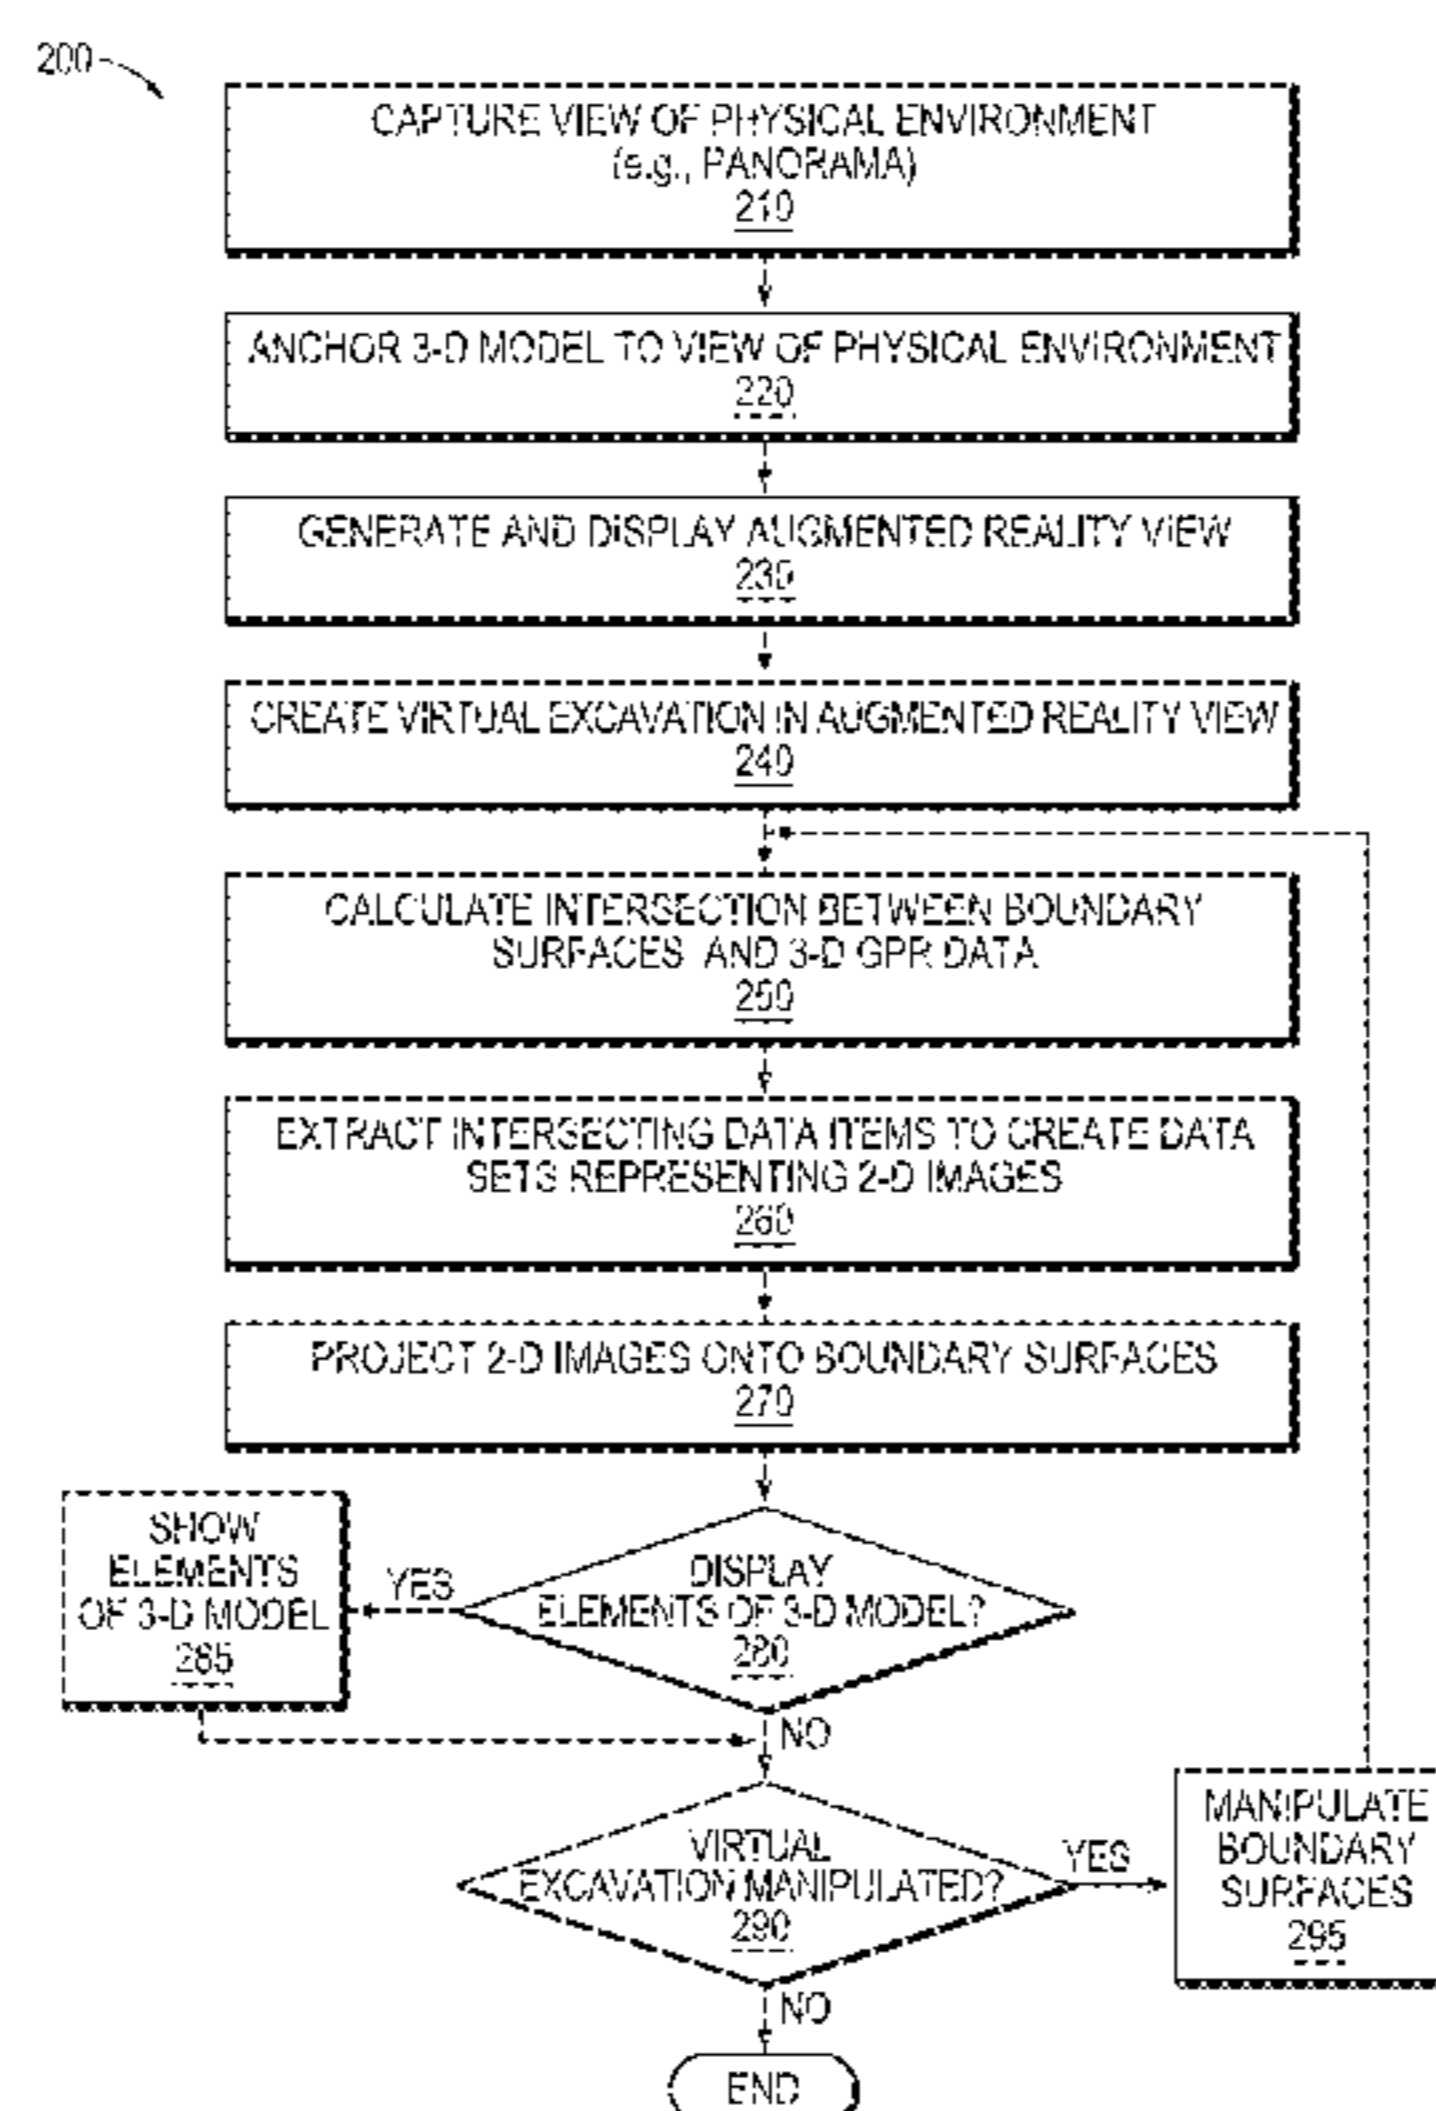 200
CAPTURE VIEW OF PHYSICAL ENVIRONMENT
(e.g., PANORAMA)
210
ANCHOR 3-D MODEL TO VIEW OF PHYSICAL ENVIRONMENT
220
GENERATE AND DISPLAY AUGMENTED REALITY VIEW
230
CREATE VIRTUAL EXCAVATION IN AUGMENTED REALITY VIEW
240
CALCULATE INTERSECTION BETWEEN BOUNDARY
SURFACES AND 3-D GPR DATA
250
EXTRACT INTERSECTING DATA ITEMS TO CREATE DATA
SETS REPRESENTING 2-D IMAGES
260
PROJECT 2-D IMAGES ONTO BOUNDARY SURFACES
270
DISPLAY
ELEMENTS OF 3-D MODEL?
280
YES
SHOW
ELEMENTS
OF 3-D MODEL
285
NO
VIRTUAL
EXCAVATION MANIPULATED?
290
YES
MANIPULATE
BOUNDARY
SURFACES
295
NO
END